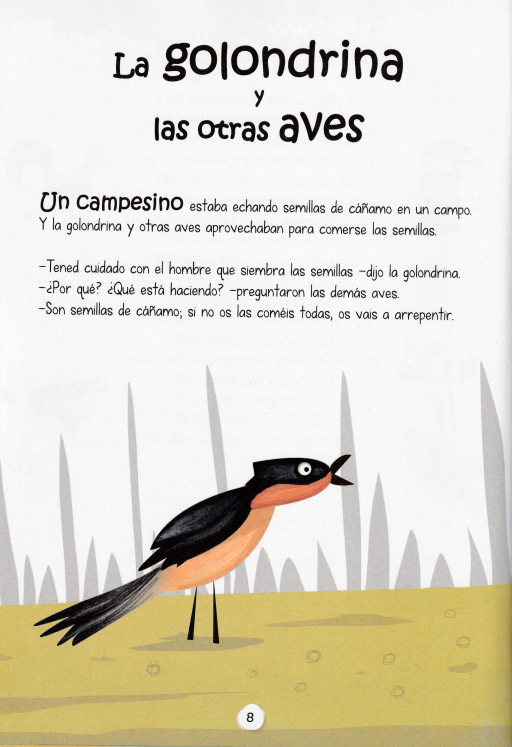 La golondrina
y
las otras aves
Un campesino estaba echando semillas de cáñamo en un campo.
Y la golondrina y otras aves aprovechaban para comerse las semillas.
-Tened cuidado con el hombre que siembra las semillas -dijo la golondrina.
-¿Por qué? ¿Qué está haciendo? -preguntaron las demás aves.
-Son semillas de cáñamo; si no os las coméis todas, os vais a arrepentir.
8